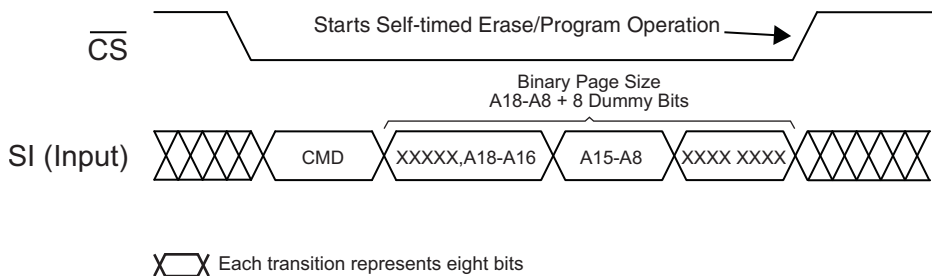 Starts Self-timed Erase/Program Operation
CS
Binary Page Size
A18-A8 + 8 Dummy Bits
SI (Input)
CMD
XXXXX,A18-A16
A15-A8
XXXX XXXX
Each transition represents eight bits